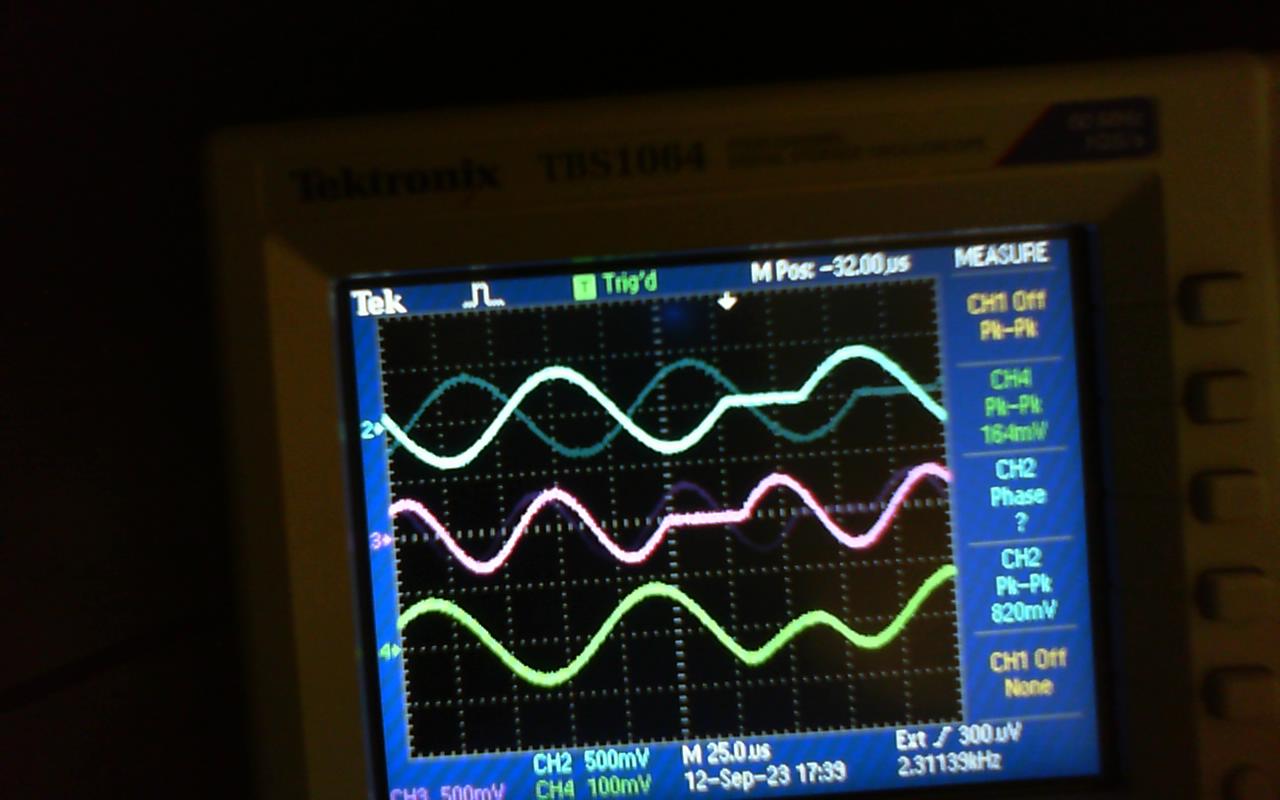 Tektronix TBS1064
Tek Trig'd M Pos: -32.00µs MEASURE
CH1 Off
Pk-Pk
CH4
Pk-Pk
164mV
CH2
Phase
?
CH2
Pk-Pk
820mV
CH1 Off
None
2
3
4
CH2 500mV M 25.0µs Ext 300µV
CH3 500mV CH4 100mV 12-Sep-23 17:39 2.31139kHz